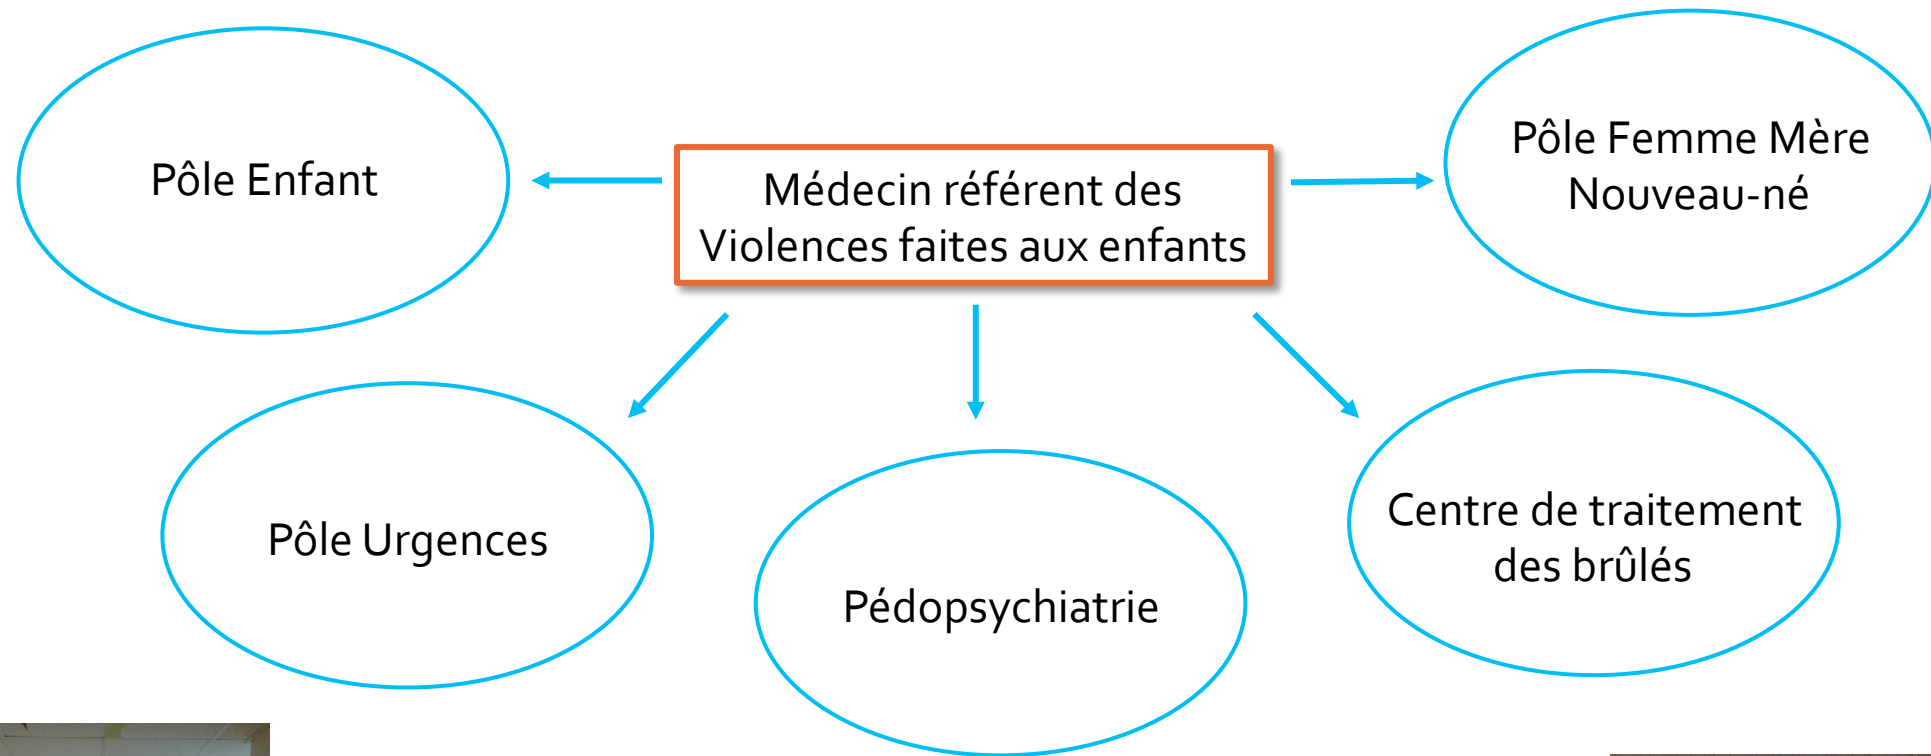 Pôle Enfant
Médecin référent des
Violences faites aux enfants
Pôle Femme Mère
Nouveau-né
Pôle Urgences
Pédopsychiatrie
Centre de traitement
des brûlés